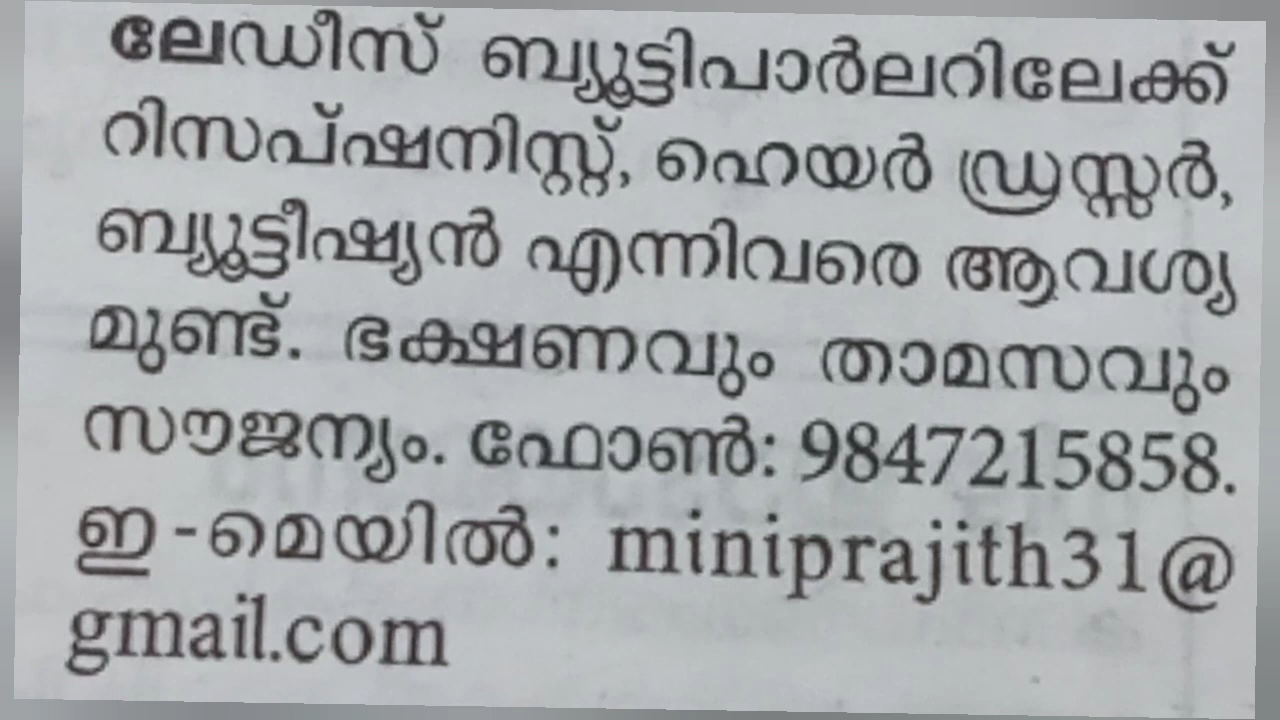 ലേഡീസ് ബ്യൂട്ടിപാർലറിലേക്ക്
റിസപ്ഷനിസ്റ്റ്, ഹെയർ ഡ്രസ്സർ,
ബ്യൂട്ടീഷ്യൻ എന്നിവരെ ആവശ്യ
മുണ്ട്. ഭക്ഷണവും താമസവും
സൗജന്യം. ഫോൺ: 9847215858.
ഇ-മെയിൽ: miniprajith31@
gmail.com